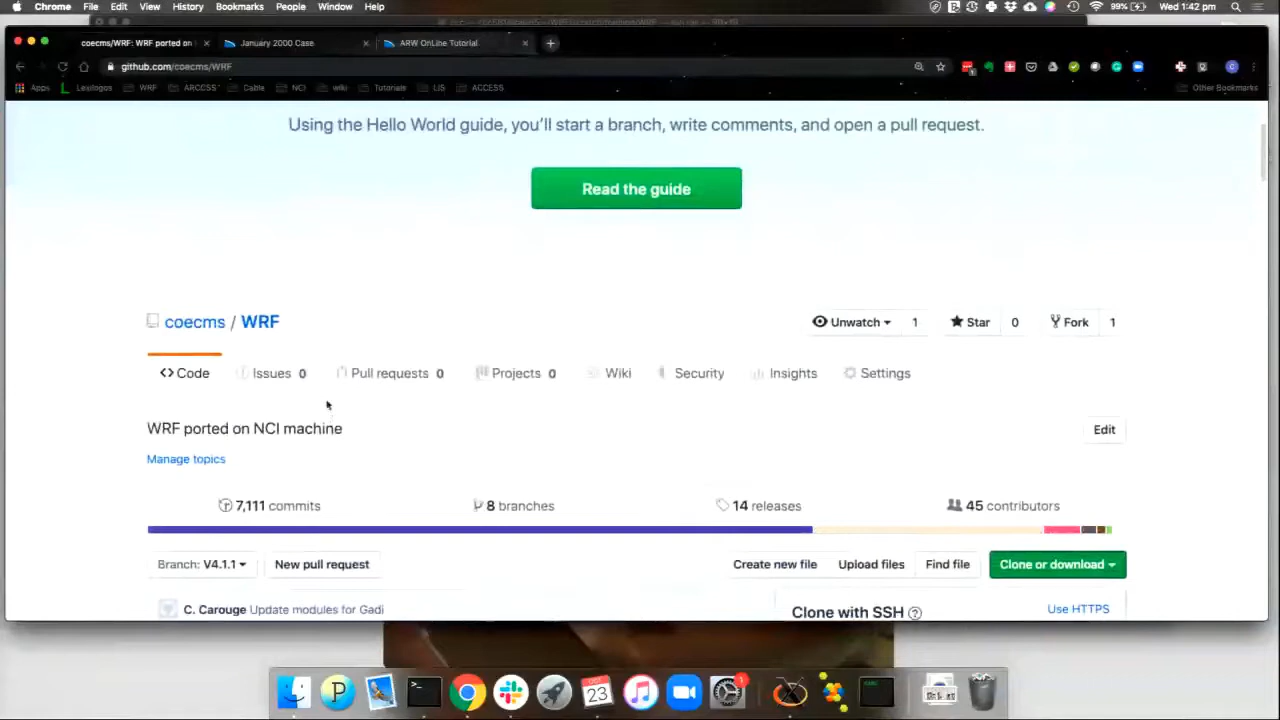 Chrome File Edit View History Bookmarks People Window Help 99% Wed 1:42 pm
coecms/WRF: WRF ported on January 2000 Case ARW OnLine Tutorial
github.com/coecms/WRF
Apps Lexilogos WRF ARCCSS Cable NCI wiki Tutorials LIS ACCESS Other Bookmarks
Using the Hello World guide, you'll start a branch, write comments, and open a pull request.
Read the guide
coecms / WRF Unwatch 1 Star 0 Fork 1
Code Issues 0 Pull requests 0 Projects 0 Wiki Security Insights Settings
WRF ported on NCI machine Edit
Manage topics
7,111 commits 8 branches 14 releases 45 contributors
Branch: V4.1.1 New pull request Create new file Upload files Find file Clone or download
C. Carouge Update modules for Gadi Clone with SSH Use HTTPS
OCT
23
1